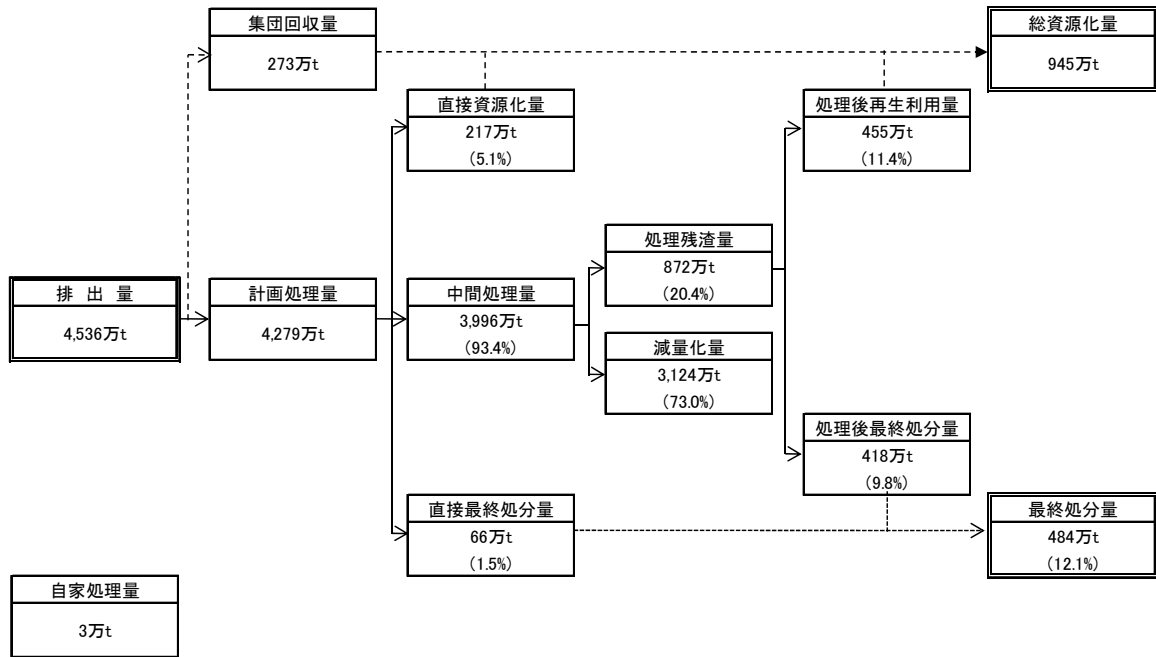 集団回収量
273万t
総資源化量
945万t
直接資源化量
217万t
(5.1%)
処理後再生利用量
455万t
(11.4%)
処理残渣量
872万t
(20.4%)
排 出 量
4,536万t
計画処理量
4,279万t
中間処理量
3,996万t
(93.4%)
減量化量
3,124万t
(73.0%)
処理後最終処分量
418万t
(9.8%)
直接最終処分量
66万t
(1.5%)
最終処分量
484万t
(12.1%)
自家処理量
3万t